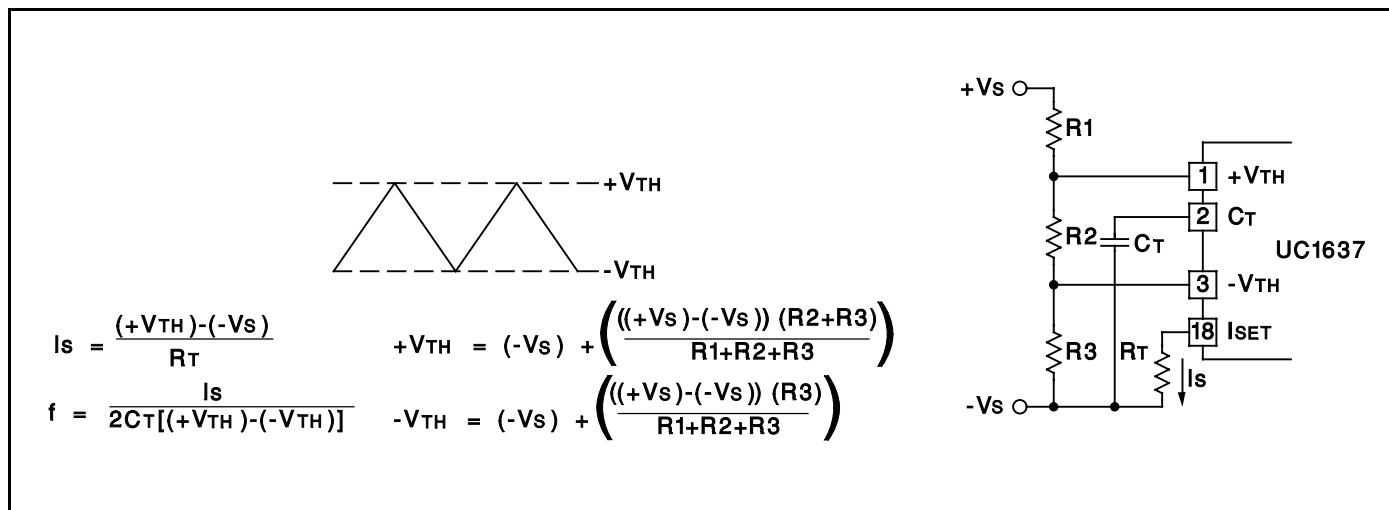 +VTH
-VTH
Is = (+VTH)-(-Vs) / RT
+VTH = (-Vs) + (((+Vs)-(-Vs)) (R2+R3) / R1+R2+R3)
f = Is / 2CT[(+VTH)-(-VTH)]
-VTH = (-Vs) + (((+Vs)-(-Vs)) (R3) / R1+R2+R3)
+Vs
R1
1 +VTH
2 CT
R2
CT
UC1637
3 -VTH
18 ISET
R3
RT
Is
-Vs